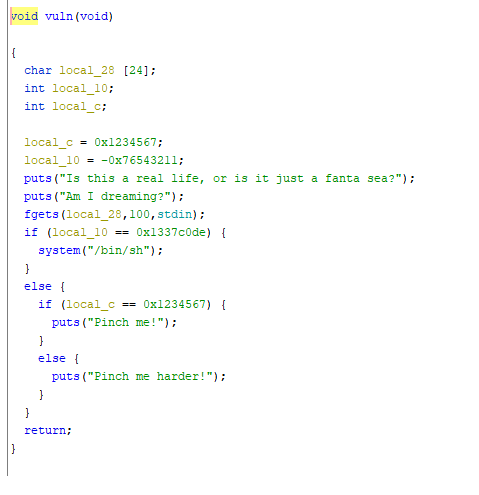 void vuln(void)
{
char local_28 [24];
int local_10;
int local_c;
local_c = 0x1234567;
local_10 = -0x76543211;
puts("Is this a real life, or is it just a fanta sea?");
puts("Am I dreaming?");
fgets(local_28,100,stdin);
if (local_10 == 0x1337c0de) {
system("/bin/sh");
}
else {
if (local_c == 0x1234567) {
puts("Pinch me!");
}
else {
puts("Pinch me harder!");
}
}
return;
}